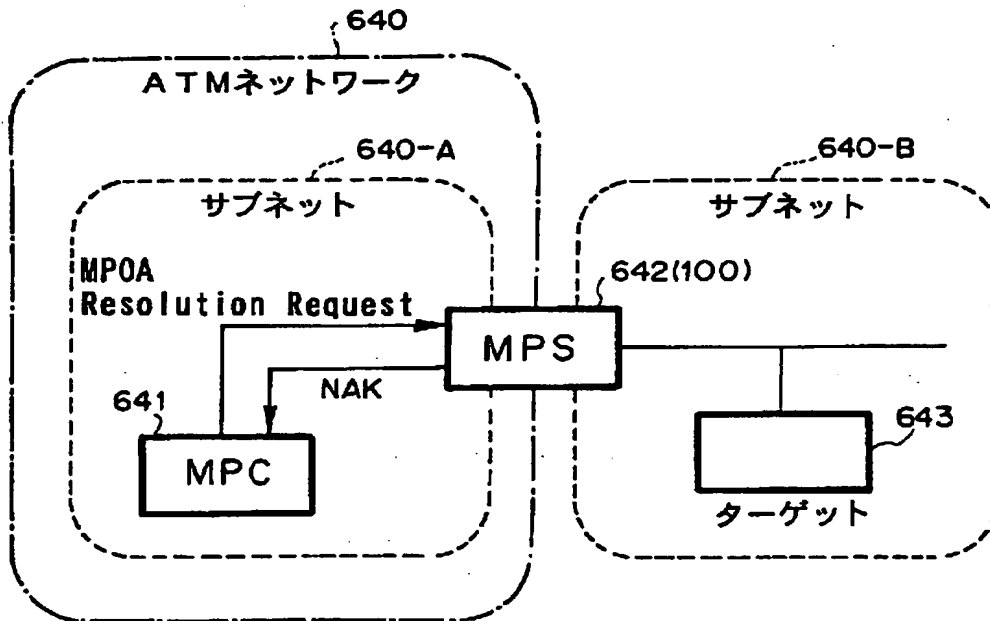 640
ATMネットワーク
640-A
640-B
サブネット
サブネット
MPOA
Resolution Request
642(100)
MPS
NAK
641
MPC
643
ターゲット